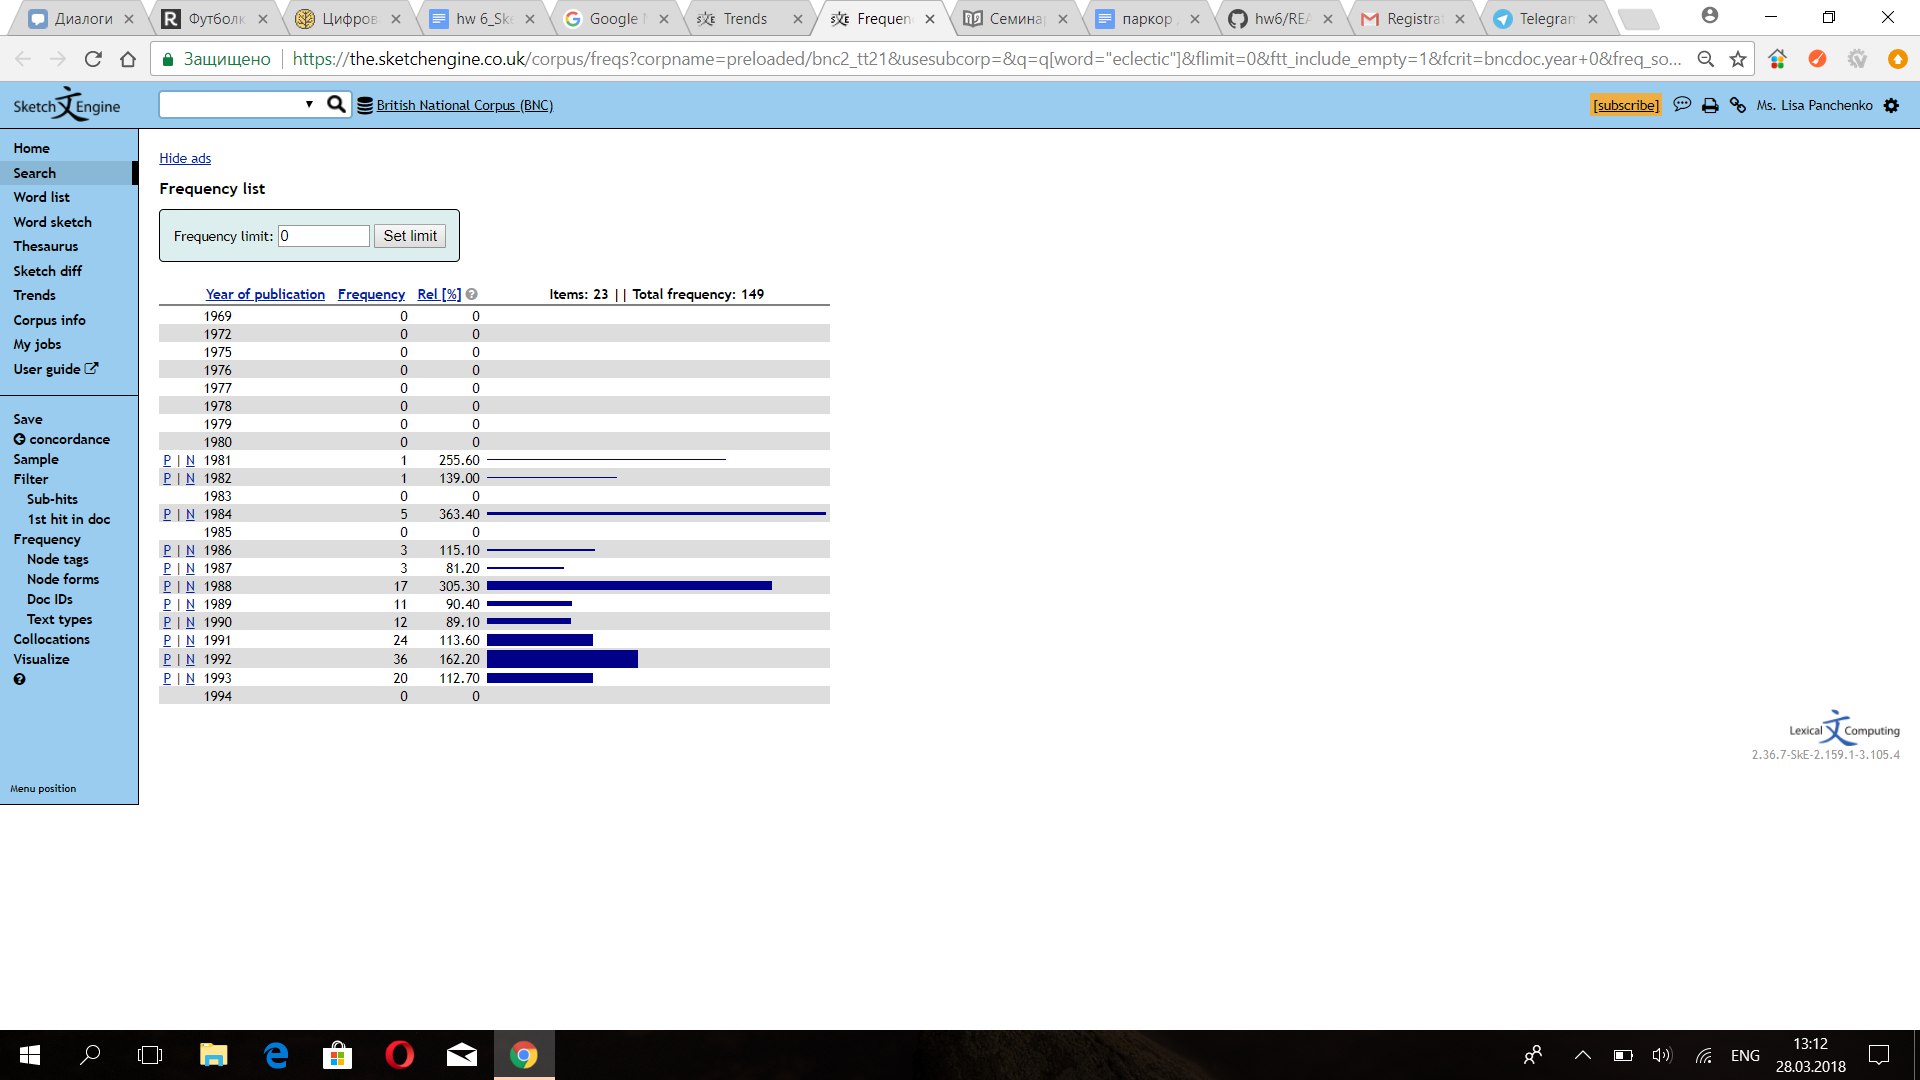 Диалоги
Футболк
Цифров
hw 6_Ske
Google
Trends
Frequen
Семинар
паркор
hw6/REA
Registrat
Telegram
Защищено https://the.sketchengine.co.uk/corpus/freqs?corpname=preloaded/bnc2_tt21&usesubcorp=&q=q[word="eclectic"]&flimit=0&ftt_include_empty=1&fcrit=bncdoc.year+0&freq_so...
Sketch Engine
British National Corpus (BNC)
[subscribe] Ms. Lisa Panchenko
Home
Search
Word list
Word sketch
Thesaurus
Sketch diff
Trends
Corpus info
My jobs
User guide
Save
concordance
Sample
Filter
Sub-hits
1st hit in doc
Frequency
Node tags
Node forms
Doc IDs
Text types
Collocations
Visualize
?
Menu position
Hide ads
Frequency list
Frequency limit: 0 Set limit
Year of publication Frequency Rel [%] ? Items: 23 || Total frequency: 149
1969 0 0
1972 0 0
1975 0 0
1976 0 0
1977 0 0
1978 0 0
1979 0 0
1980 0 0
P | N 1981 1 255.60
P | N 1982 1 139.00
1983 0 0
P | N 1984 5 363.40
1985 0 0
P | N 1986 3 115.10
P | N 1987 3 81.20
P | N 1988 17 305.30
P | N 1989 11 90.40
P | N 1990 12 89.10
P | N 1991 24 113.60
P | N 1992 36 162.20
P | N 1993 20 112.70
1994 0 0
Lexical Computing
2.36.7-SkE-2.159.1-3.105.4
ENG
13:12
28.03.2018